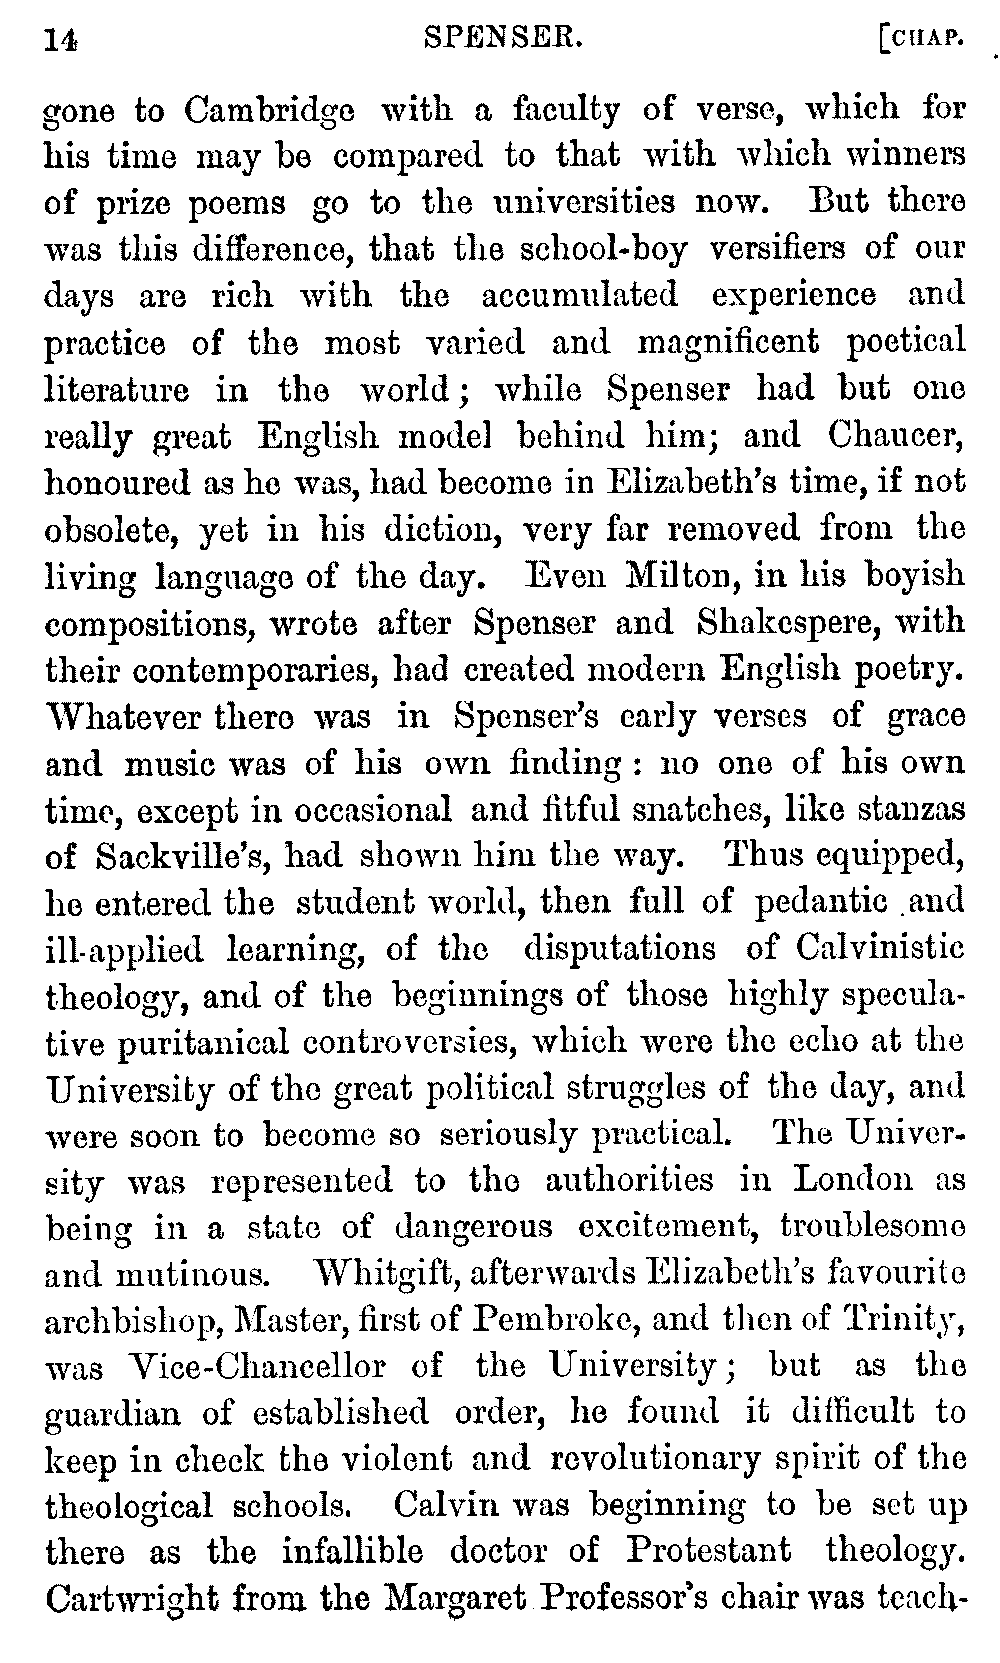 14 SPENSER. [CHAP.
gone to Cambridge with a faculty of verse, which for
his time may be compared to that with which winners
of prize poems go to the universities now. But there
was this difference, that the school-boy versifiers of our
days are rich with the accumulated experience and
practice of the most varied and magnificent poetical
literature in the world; while Spenser had but one
really great English model behind him; and Chaucer,
honoured as he was, had become in Elizabeth's time, if not
obsolete, yet in his diction, very far removed from the
living language of the day. Even Milton, in his boyish
compositions, wrote after Spenser and Shakespere, with
their contemporaries, had created modern English poetry.
Whatever there was in Spenser's early verses of grace
and music was of his own finding: no one of his own
time, except in occasional and fitful snatches, like stanzas
of Sackville's, had shown him the way. Thus equipped,
he entered the student world, then full of pedantic and
ill-applied learning, of the disputations of Calvinistic
theology, and of the beginnings of those highly specula-
tive puritanical controversies, which were the echo at the
University of the great political struggles of the day, and
were soon to become so seriously practical. The Univer-
sity was represented to the authorities in London as
being in a state of dangerous excitement, troublesome
and mutinous. Whitgift, afterwards Elizabeth's favourite
archbishop, Master, first of Pembroke, and then of Trinity,
was Vice-Chancellor of the University; but as the
guardian of established order, he found it difficult to
keep in check the violent and revolutionary spirit of the
theological schools. Calvin was beginning to be set up
there as the infallible doctor of Protestant theology.
Cartwright from the Margaret Professor's chair was teach-